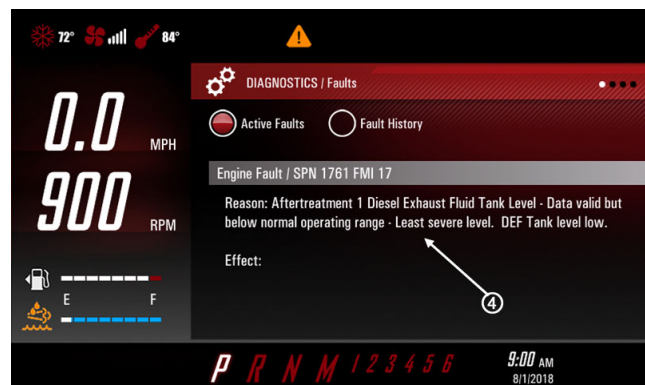 72° 84°
DIAGNOSTICS / Faults
0.0 MPH
Active Faults Fault History
Engine Fault / SPN 1761 FMI 17
900 RPM
Reason: Aftertreatment 1 Diesel Exhaust Fluid Tank Level - Data valid but
below normal operating range - Least severe level. DEF Tank level low.
Effect:
E F
4
P R N M 1 2 3 4 5 6
9:00 AM
8/1/2018